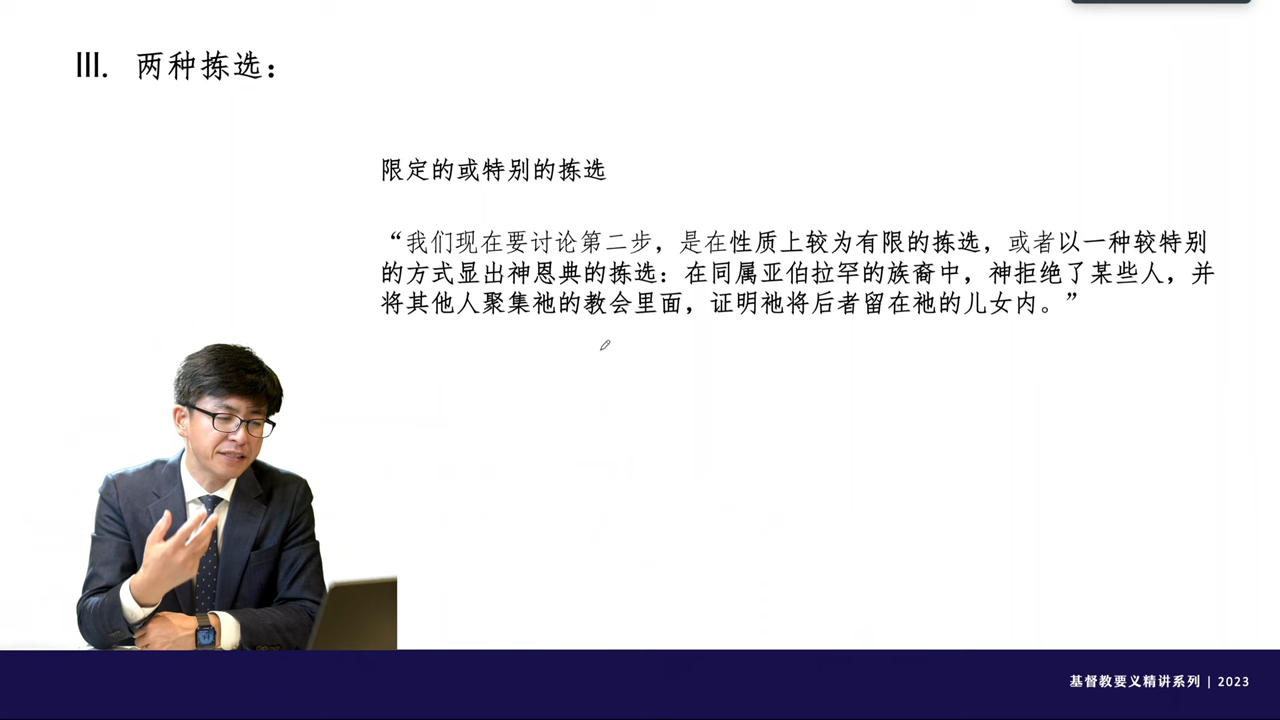 III. 两种拣选：
限定的或特别的拣选
“我们现在要讨论第二步，是在性质上较为有限的拣选，或者以一种较特别
的方式显出神恩典的拣选：在同属亚伯拉罕的族裔中，神拒绝了某些人，并
将其他人聚集祂的教会里面，证明祂将后者留在祂的儿女内。”
基督教要义精讲系列 | 2023